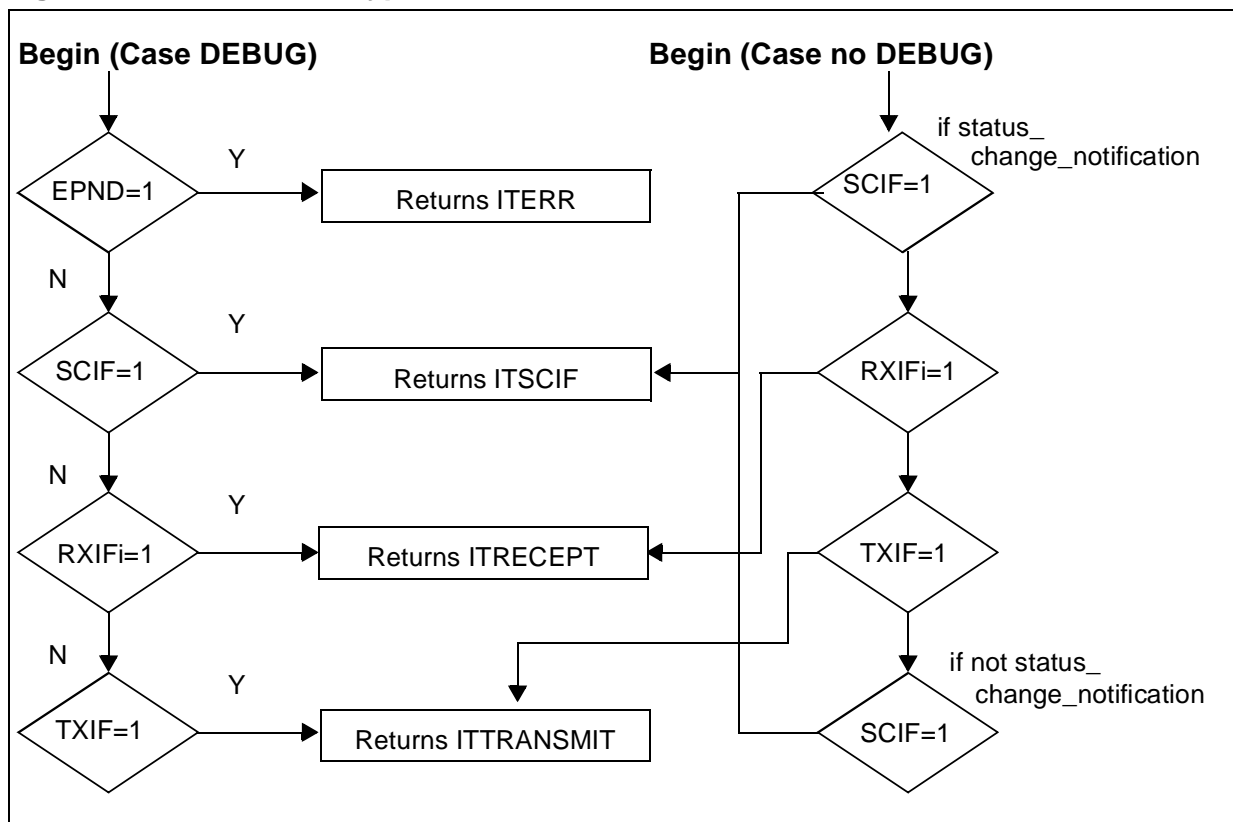 Begin (Case DEBUG)
Begin (Case no DEBUG)
EPND=1
Y
Returns ITERR
N
SCIF=1
Y
Returns ITSCIF
N
RXIFi=1
Y
Returns ITRECEPT
N
TXIF=1
Y
Returns ITTRANSMIT
if status_
change_notification
SCIF=1
RXIFi=1
TXIF=1
if not status_
change_notification
SCIF=1